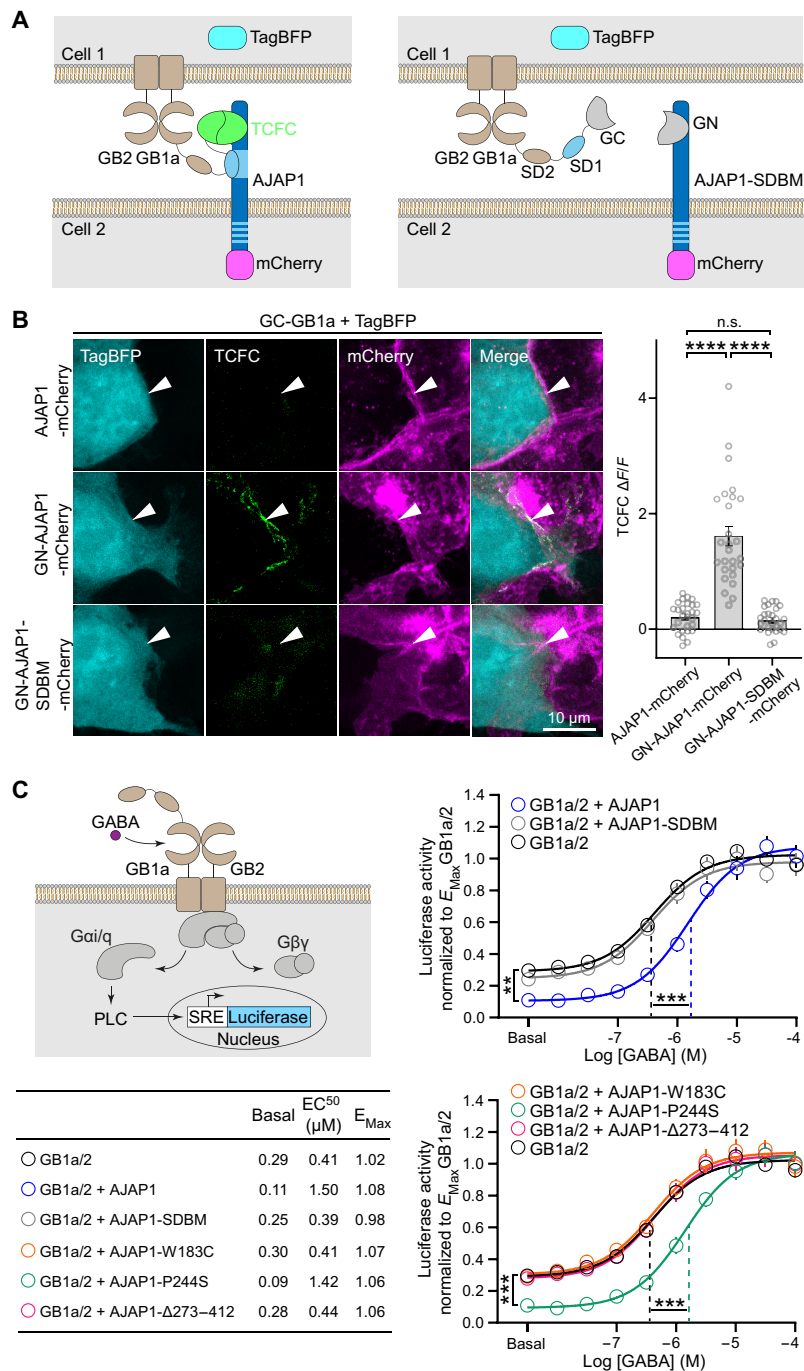 A
TagBFP
Cell 1
TCFC
GB2 GB1a
AJAP1
Cell 2
mCherry
TagBFP
Cell 1
GN
GC
GB2 GB1a
SD2
SD1
AJAP1-SDBM
Cell 2
mCherry
B
GC-GB1a + TagBFP
TagBFP
TCFC
mCherry
Merge
AJAP1
-mCherry
GN-AJAP1
-mCherry
GN-AJAP1-
SDBM
-mCherry
10 µm
n.s.
**** ****
TCFC ΔF/F
4
2
0
AJAP1-mCherry
GN-AJAP1-mCherry
GN-AJAP1-SDBM
-mCherry
C
GABA
GB1a
GB2
Gαi/q
Gβγ
PLC
SRE Luciferase
Nucleus
Luciferase activity
normalized to EMax GB1a/2
1.4
1.2
1.0
0.8
0.6
0.4
0.2
0.0
GB1a/2 + AJAP1
GB1a/2 + AJAP1-SDBM
GB1a/2
**
***
Basal
-7
-6
-5
-4
Log [GABA] (M)
Basal EC50 (µM) EMax
GB1a/2 0.29 0.41 1.02
GB1a/2 + AJAP1 0.11 1.50 1.08
GB1a/2 + AJAP1-SDBM 0.25 0.39 0.98
GB1a/2 + AJAP1-W183C 0.30 0.41 1.07
GB1a/2 + AJAP1-P244S 0.09 1.42 1.06
GB1a/2 + AJAP1-Δ273–412 0.28 0.44 1.06
Luciferase activity
normalized to EMax GB1a/2
1.4
1.2
1.0
0.8
0.6
0.4
0.2
0.0
GB1a/2 + AJAP1-W183C
GB1a/2 + AJAP1-P244S
GB1a/2 + AJAP1-Δ273–412
GB1a/2
***
***
Basal
-7
-6
-5
-4
Log [GABA] (M)